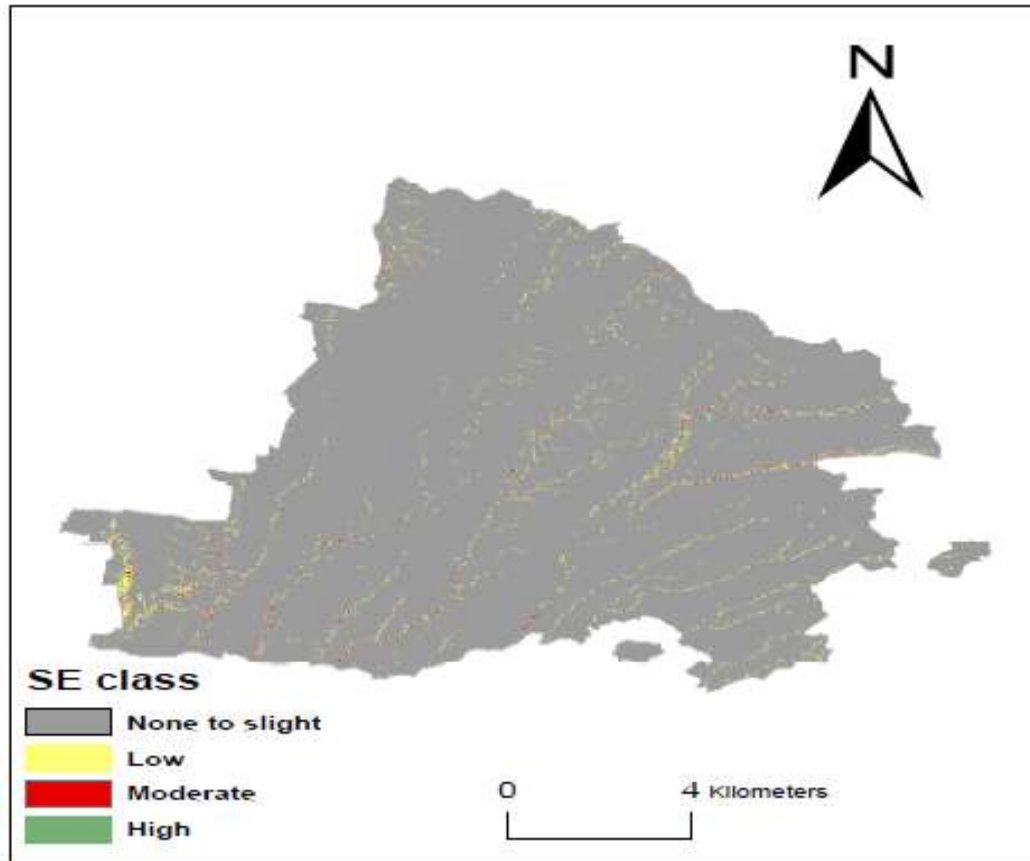 N
SE class
None to slight
Low
Moderate
High
0 4 Kilometers